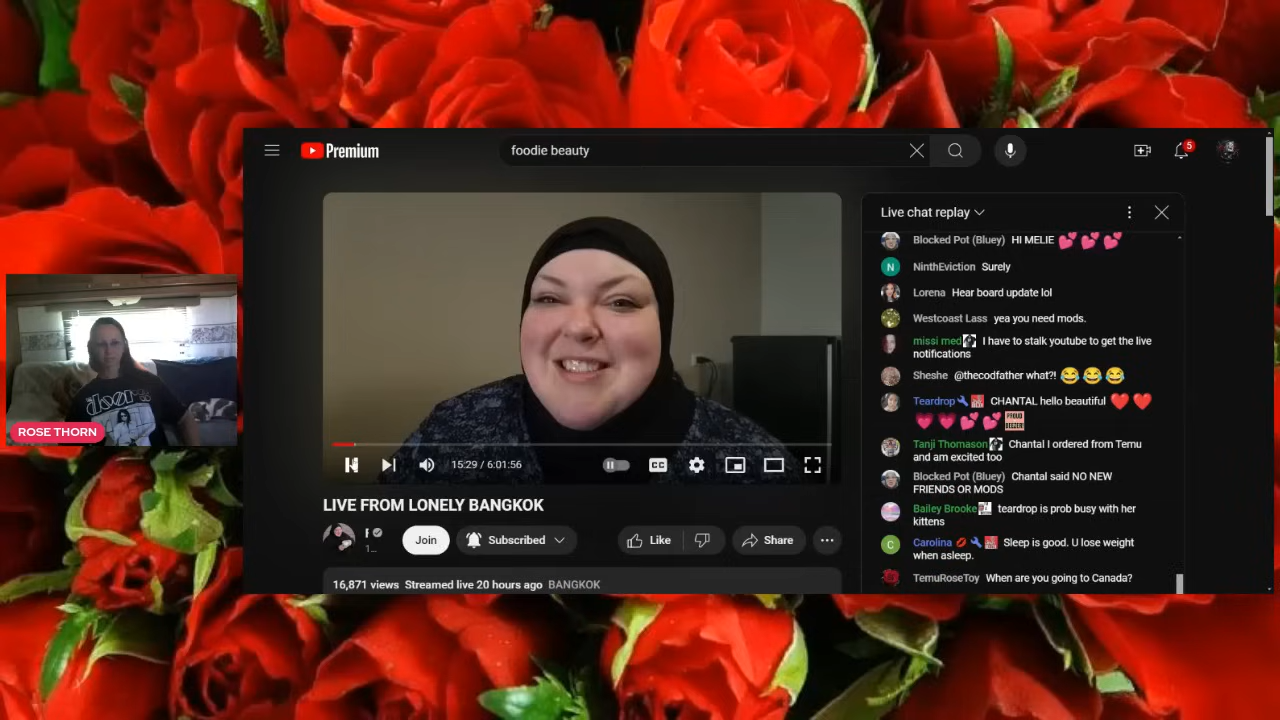 Premium
foodie beauty
5
Live chat replay
Blocked Pot (Bluey) HI MELIE
N NinthEviction Surely
Lorena Hear board update lol
Westcoast Lass yea you need mods.
missi med I have to stalk youtube to get the live
notifications
Sheshe @thecodfather what?!
Teardrop CHANTAL hello beautiful
Tanji Thomason Chantal I ordered from Temu
and am excited too
Blocked Pot (Bluey) Chantal said NO NEW
FRIENDS OR MODS
Bailey Brooke teardrop is prob busy with her
kittens
C Carolina Sleep is good. U lose weight
when asleep.
TemuRoseToy When are you going to Canada?
doors
ROSE THORN
15:29 / 6:01:56
CC
LIVE FROM LONELY BANGKOK
F
1...
Join
Subscribed
Like
Share
16,871 views Streamed live 20 hours ago BANGKOK